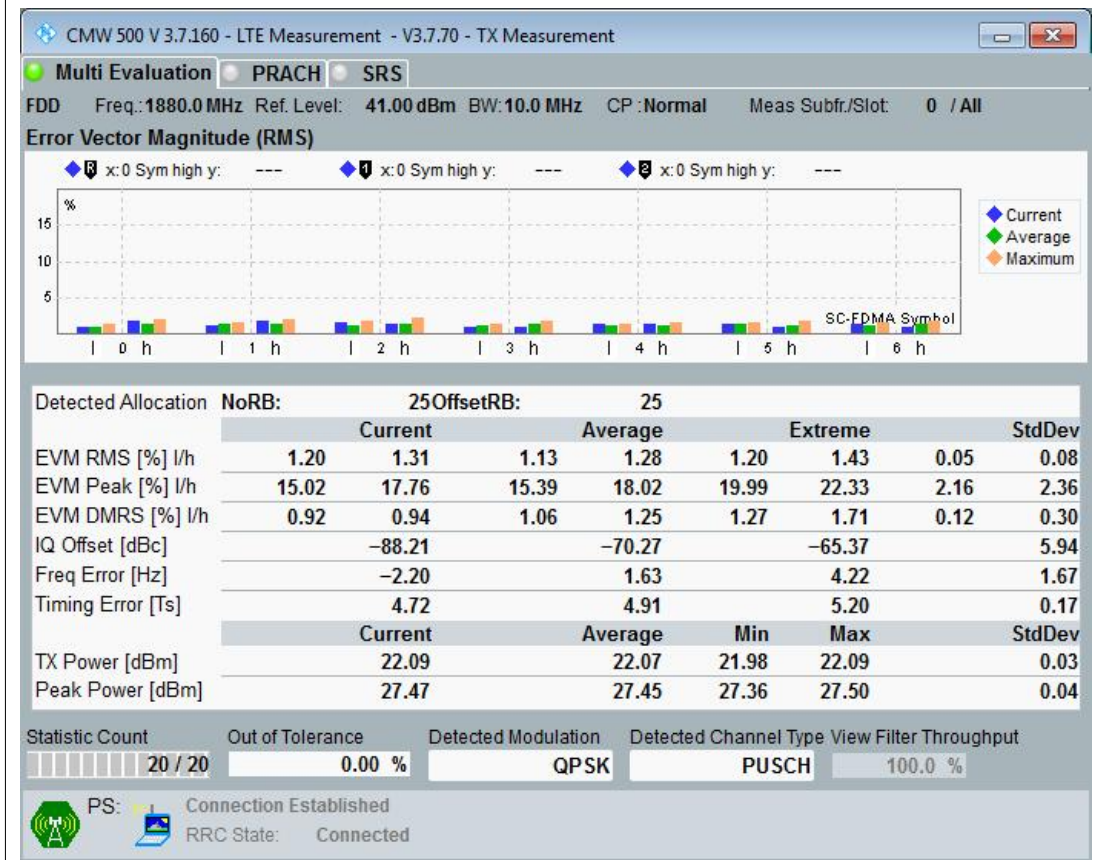 CMW 500 V 3.7.160 - LTE Measurement - V3.7.70 - TX Measurement
Multi Evaluation PRACH SRS
FDD Freq.: 1880.0 MHz Ref. Level: 41.00 dBm BW: 10.0 MHz CP : Normal Meas Subfr./Slot: 0 / All
Error Vector Magnitude (RMS)
R x: 0 Sym high y: --- 1 x: 0 Sym high y: --- 2 x: 0 Sym high y: ---
%
15
10
5
Current
Average
Maximum
SC-FDMA Symbol
l 0 h l 1 h l 2 h l 3 h l 4 h l 5 h l 6 h
Detected Allocation NoRB: 25 OffsetRB: 25
Current Average Extreme StdDev
EVM RMS [%] l/h 1.20 1.31 1.13 1.28 1.20 1.43 0.05 0.08
EVM Peak [%] l/h 15.02 17.76 15.39 18.02 19.99 22.33 2.16 2.36
EVM DMRS [%] l/h 0.92 0.94 1.06 1.25 1.27 1.71 0.12 0.30
IQ Offset [dBc] −88.21 −70.27 −65.37 5.94
Freq Error [Hz] −2.20 1.63 4.22 1.67
Timing Error [Ts] 4.72 4.91 5.20 0.17
Current Average Min Max StdDev
TX Power [dBm] 22.09 22.07 21.98 22.09 0.03
Peak Power [dBm] 27.47 27.45 27.36 27.50 0.04
Statistic Count Out of Tolerance Detected Modulation Detected Channel Type View Filter Throughput
20 / 20 0.00 % QPSK PUSCH 100.0 %
PS: Connection Established
RRC State: Connected